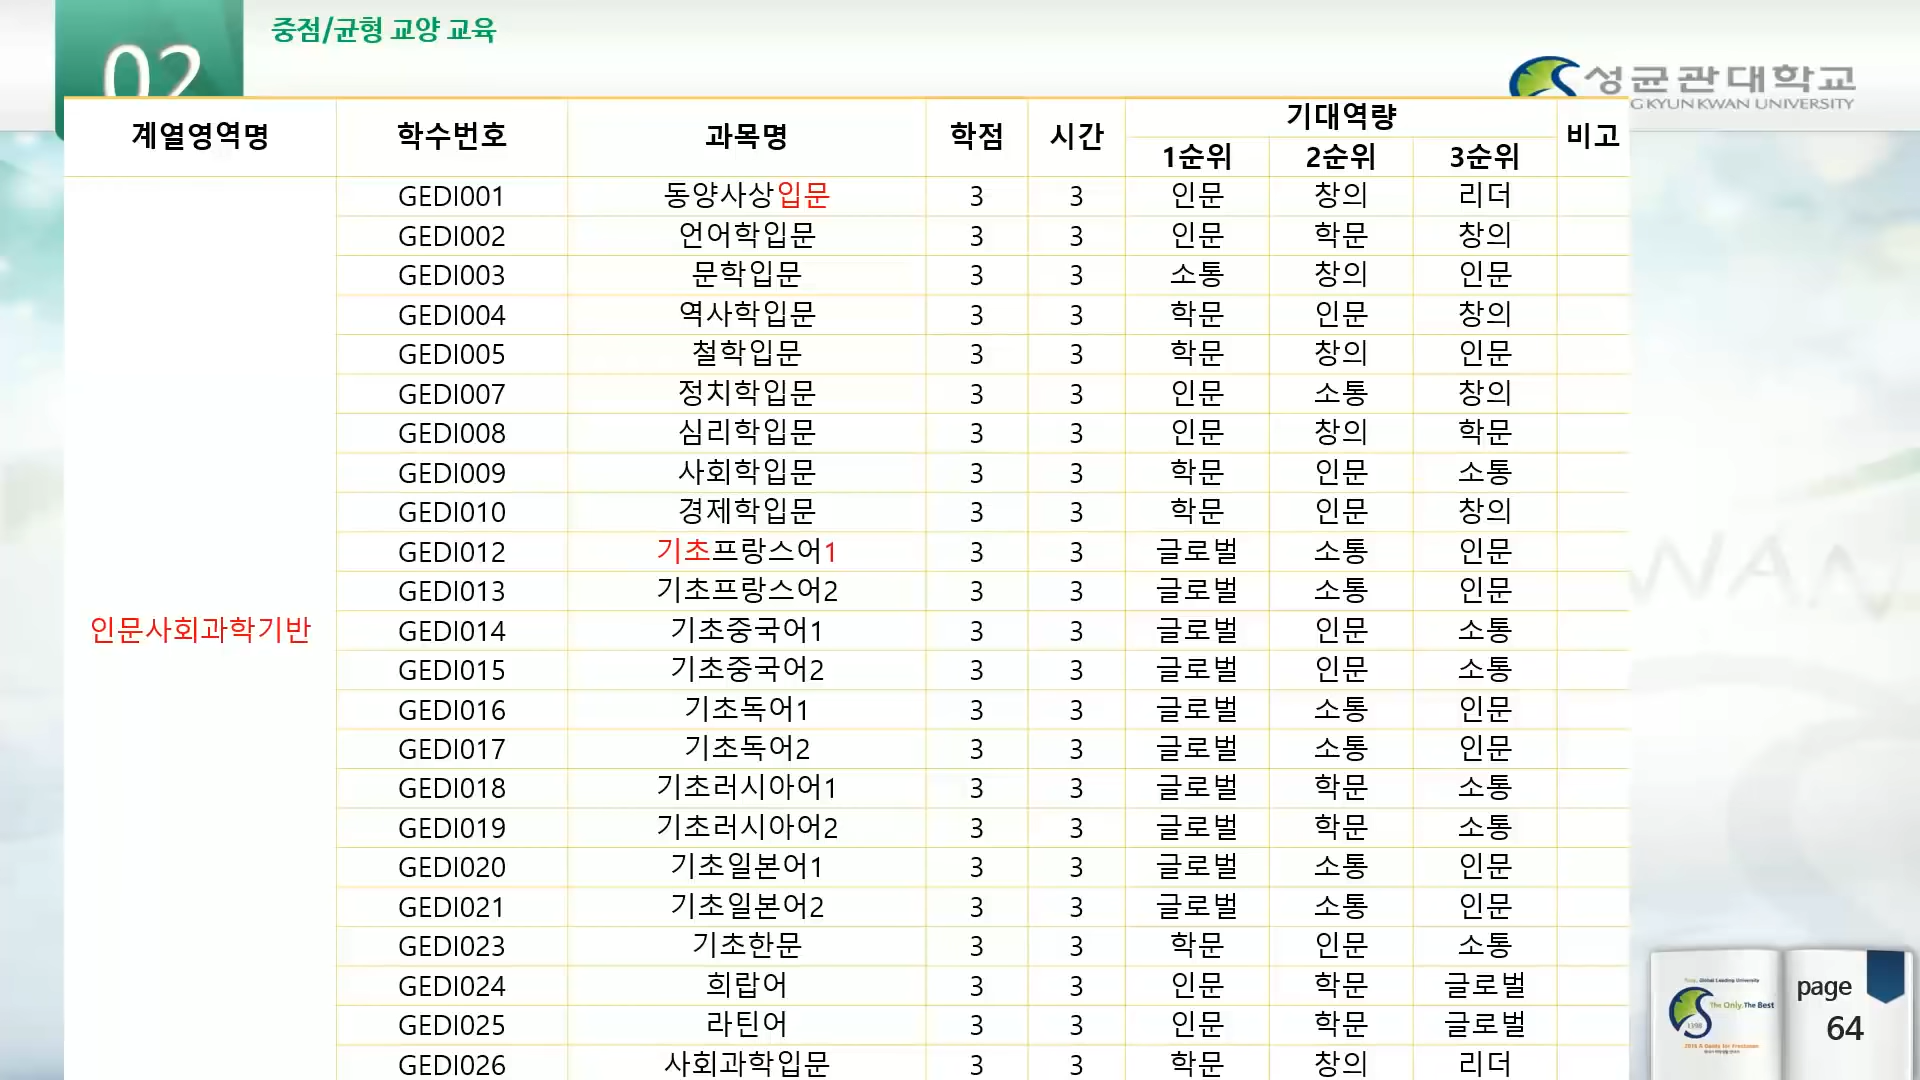 02
중점/균형 교양 교육
성균관대학교
GKYUNKWAN UNIVERSITY
계열영역명 학수번호 과목명 학점 시간 기대역량 비고
1순위 2순위 3순위
인문사회과학기반
GEDI001 동양사상입문 3 3 인문 창의 리더
GEDI002 언어학입문 3 3 인문 학문 창의
GEDI003 문학입문 3 3 소통 창의 인문
GEDI004 역사학입문 3 3 학문 인문 창의
GEDI005 철학입문 3 3 학문 창의 인문
GEDI007 정치학입문 3 3 인문 소통 창의
GEDI008 심리학입문 3 3 인문 창의 학문
GEDI009 사회학입문 3 3 학문 인문 소통
GEDI010 경제학입문 3 3 학문 인문 창의
GEDI012 기초프랑스어1 3 3 글로벌 소통 인문
GEDI013 기초프랑스어2 3 3 글로벌 소통 인문
GEDI014 기초중국어1 3 3 글로벌 인문 소통
GEDI015 기초중국어2 3 3 글로벌 인문 소통
GEDI016 기초독어1 3 3 글로벌 소통 인문
GEDI017 기초독어2 3 3 글로벌 소통 인문
GEDI018 기초러시아어1 3 3 글로벌 학문 소통
GEDI019 기초러시아어2 3 3 글로벌 학문 소통
GEDI020 기초일본어1 3 3 글로벌 소통 인문
GEDI021 기초일본어2 3 3 글로벌 소통 인문
GEDI023 기초한문 3 3 학문 인문 소통
GEDI024 희랍어 3 3 인문 학문 글로벌
GEDI025 라틴어 3 3 인문 학문 글로벌
GEDI026 사회과학입문 3 3 학문 창의 리더
WAN
Global Leading University
The Only, The Best
1398
page
64